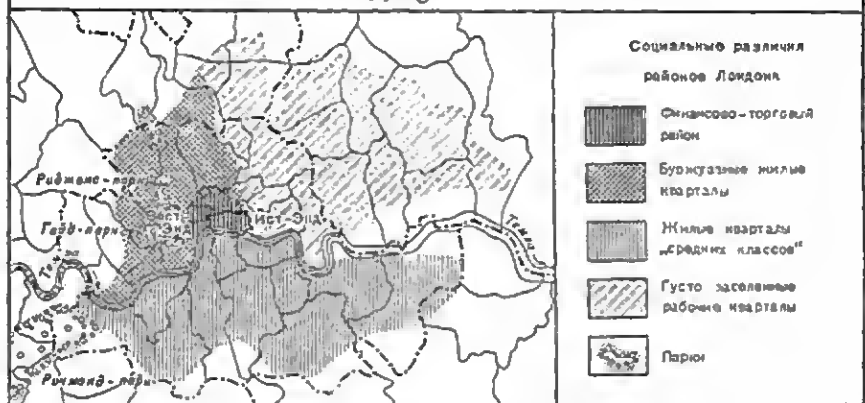 Социальные различия
районов Лондона
Финансово-торговый
район
Буржуазные жилые
кварталы
Жилые кварталы
„средних классов“
Густо заселенные
рабочие кварталы
Парки
Риджентс-парк
Гайд-парк
Вест-
Энд
Ист-Энд
Темза
Темза
Ричмонд-парк